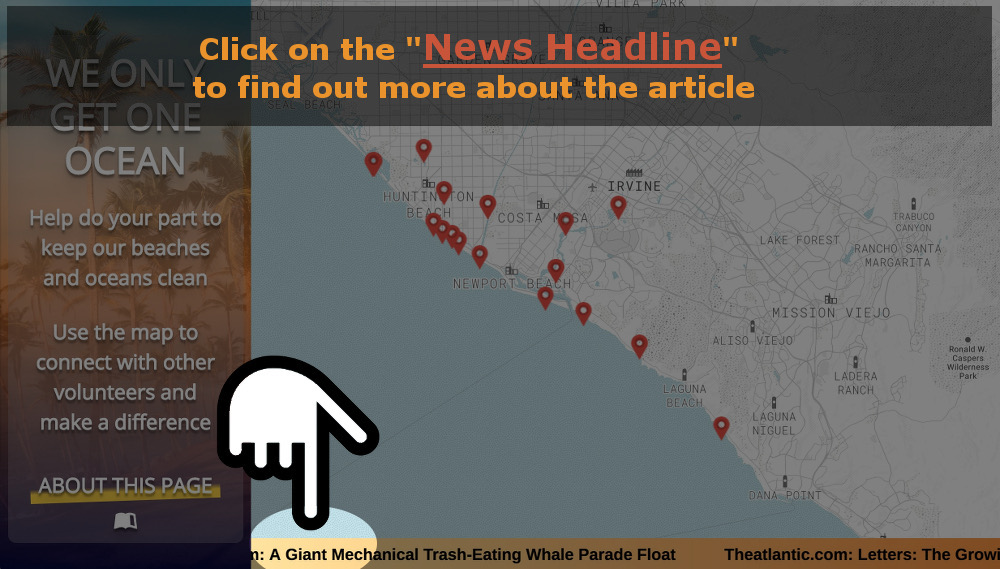 Click on the "News Headline"
to find out more about the article
WE ONLY
GET ONE
OCEAN
Help do your part to
keep our beaches
and oceans clean
Use the map to
connect with other
volunteers and
make a difference
ABOUT THIS PAGE
VILLA PARK
ORANGE
GARDEN GROVE
SEAL BEACH
HUNTINGTON
BEACH
COSTA MESA
IRVINE
NEWPORT BEACH
LAKE FOREST
TRABUCO
CANYON
RANCHO SANTA
MARGARITA
MISSION VIEJO
ALISO VIEJO
Ronald W.
Caspers
Wilderness
Park
LADERA
RANCH
LAGUNA
BEACH
LAGUNA
NIGUEL
DANA POINT
m: A Giant Mechanical Trash-Eating Whale Parade Float
Theatlantic.com: Letters: The Growi